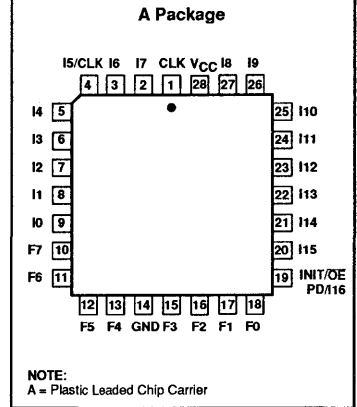 A Package
I5/CLK I6 I7 CLK VCC I8 I9
4 3 2 1 28 27 26
I4 5 25 I10
I3 6 24 I11
I2 7 23 I12
I1 8 22 I13
I0 9 21 I14
F7 10 20 I15
F6 11 19 INIT/OE
PD/I16
12 13 14 15 16 17 18
F5 F4 GND F3 F2 F1 F0
NOTE:
A = Plastic Leaded Chip Carrier